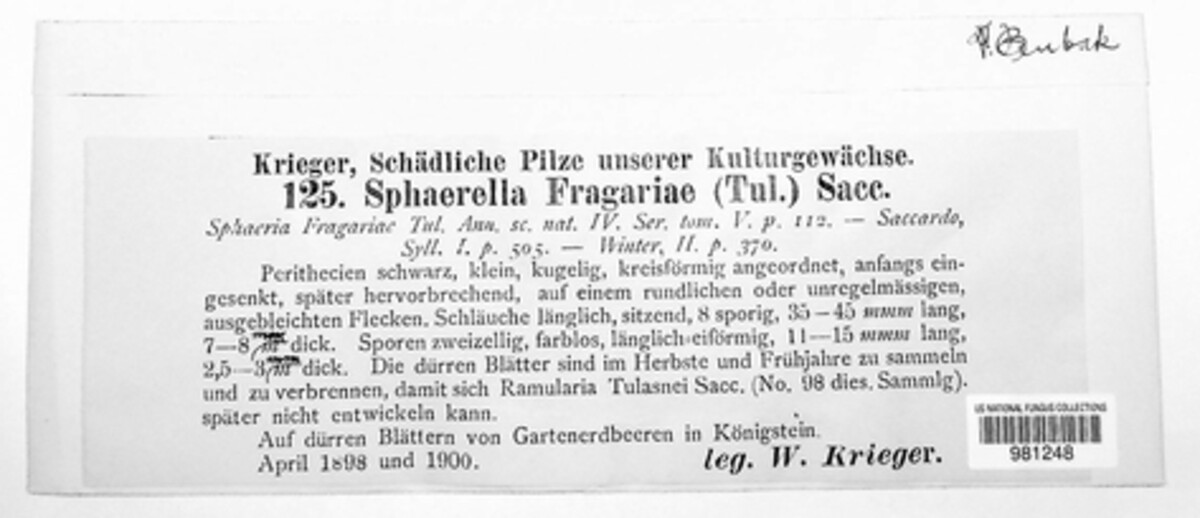 Krieger, Schädliche Pilze unserer Kulturgewächse.
125. Sphaerella Fragariae (Tul.) Sacc.
Sphaeria Fragariae Tul. Ann. sc. nat. IV. Ser. tom. V. p. 112. — Saccardo,
Syll. I. p. 505. — Winter, II. p. 370.
Perithecien schwarz, klein, kugelig, kreisförmig angeordnet, anfangs ein-
gesenkt, später hervorbrechend, auf einem rundlichen oder unregelmässigen,
ausgebleichten Flecken. Schläuche länglich, sitzend, 8 sporig, 35—45 mmm lang,
7—8 dick. Sporen zweizellig, farblos, länglich-eiförmig, 11—15 mmm lang,
2,5—3 dick. Die dürren Blätter sind im Herbste und Frühjahre zu sammeln
und zu verbrennen, damit sich Ramularia Tulasnei Sacc. (No. 98 dies. Sammlg).
später nicht entwickeln kann.
Auf dürren Blättern von Gartenerdbeeren in Königstein.
April 1898 und 1900.
leg. W. Krieger.
US NATIONAL FUNGUS COLLECTIONS
981248